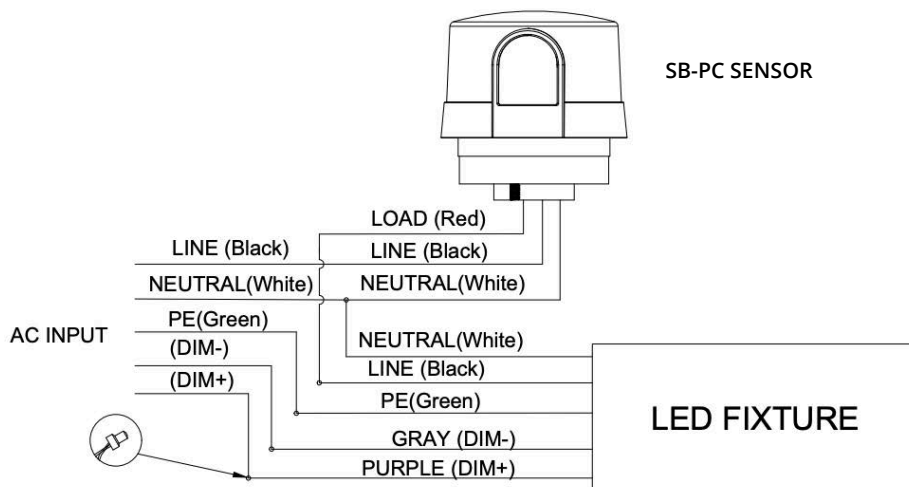 SB-PC SENSOR
LOAD (Red)
LINE (Black)
LINE (Black)
NEUTRAL(White)
NEUTRAL(White)
AC INPUT
PE(Green)
(DIM-)
(DIM+)
NEUTRAL(White)
LINE (Black)
PE(Green)
GRAY (DIM-)
PURPLE (DIM+)
LED FIXTURE